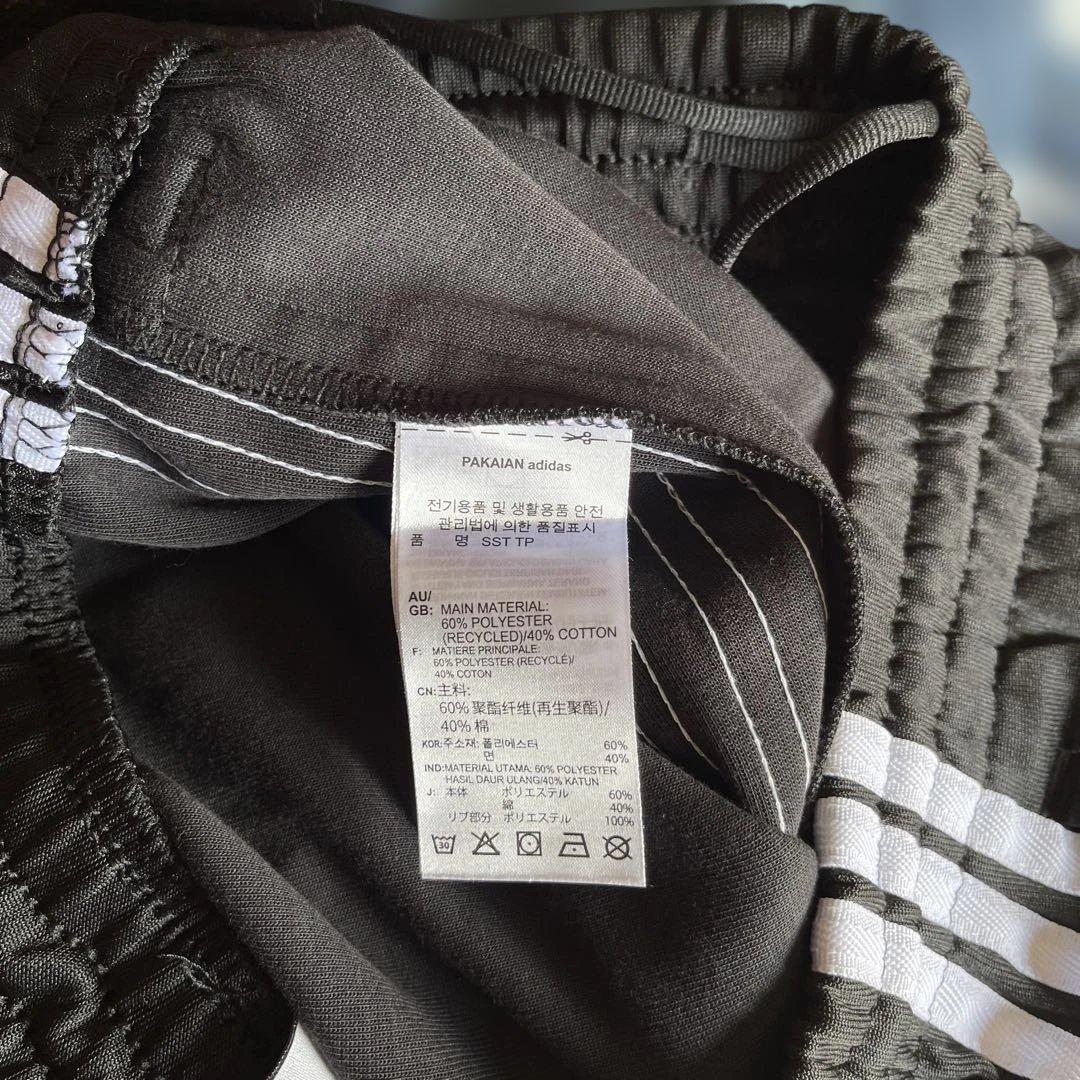 PAKAIAN adidas
전기용품 및 생활용품 안전
관리법에 의한 품질표시
품 명 SST TP
AU/
GB: MAIN MATERIAL:
60% POLYESTER
(RECYCLED)/40% COTTON
F: MATIERE PRINCIPALE:
60% POLYESTER (RECYCLÉ)/
40% COTON
CN:主料:
60%聚酯纤维(再生聚酯)/
40%棉
KOR:주소재: 폴리에스터 60%
면 40%
IND:MATERIAL UTAMA: 60% POLYESTER
HASIL DAUR ULANG/40% KATUN
J: 本体 ポリエステル 60%
綿 40%
リブ部分 ポリエステル 100%
30